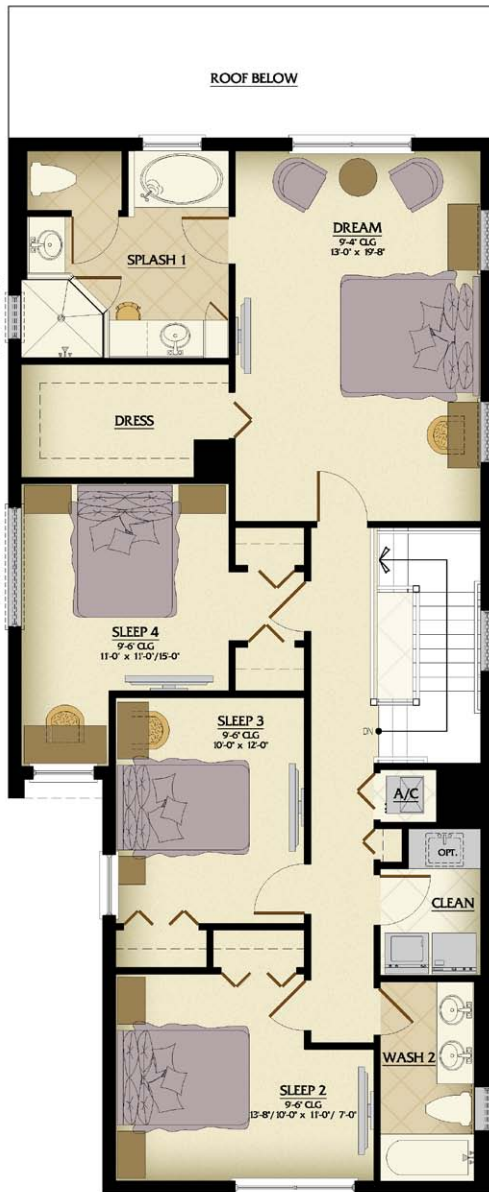 ROOF BELOW
DREAM
9'-4" CLG
13'-0" x 19'-8"
SPLASH 1
DRESS
SLEEP 4
9'-6" CLG
11'-0" x 11'-0"/15'-0"
SLEEP 3
9'-6" CLG
10'-0" x 12'-0"
DN
A/C
OPT.
CLEAN
WASH 2
SLEEP 2
9'-6" CLG
13'-8"/10'-0" x 11'-0"/ 7'-0"